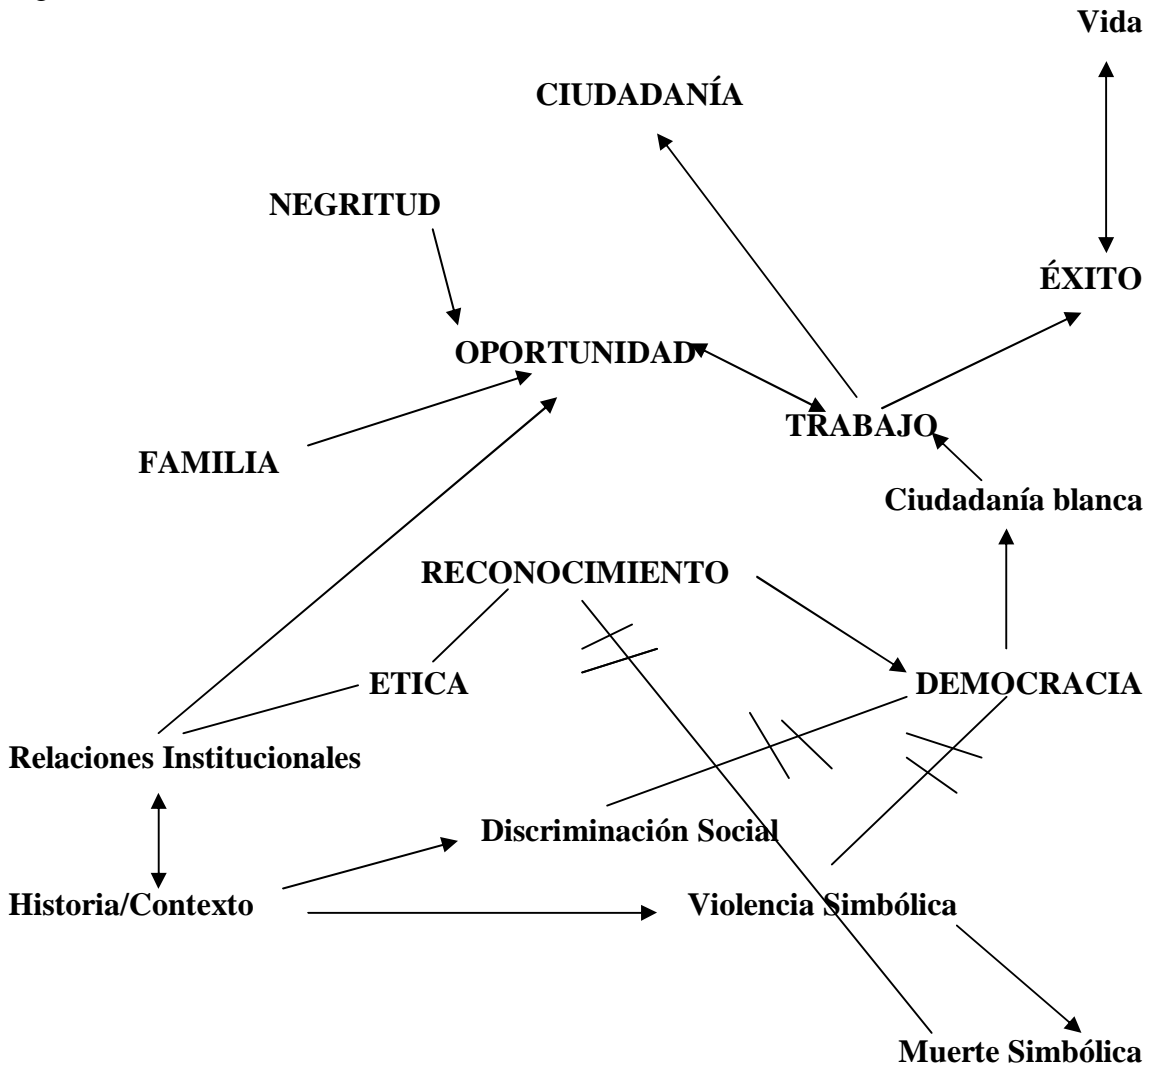 Vida
CIUDADANÍA
NEGRITUD
ÉXITO
OPORTUNIDAD
TRABAJO
FAMILIA
Ciudadanía blanca
RECONOCIMIENTO
ETICA
DEMOCRACIA
Relaciones Institucionales
Discriminación Social
Historia/Contexto
Violencia Simbólica
Muerte Simbólica